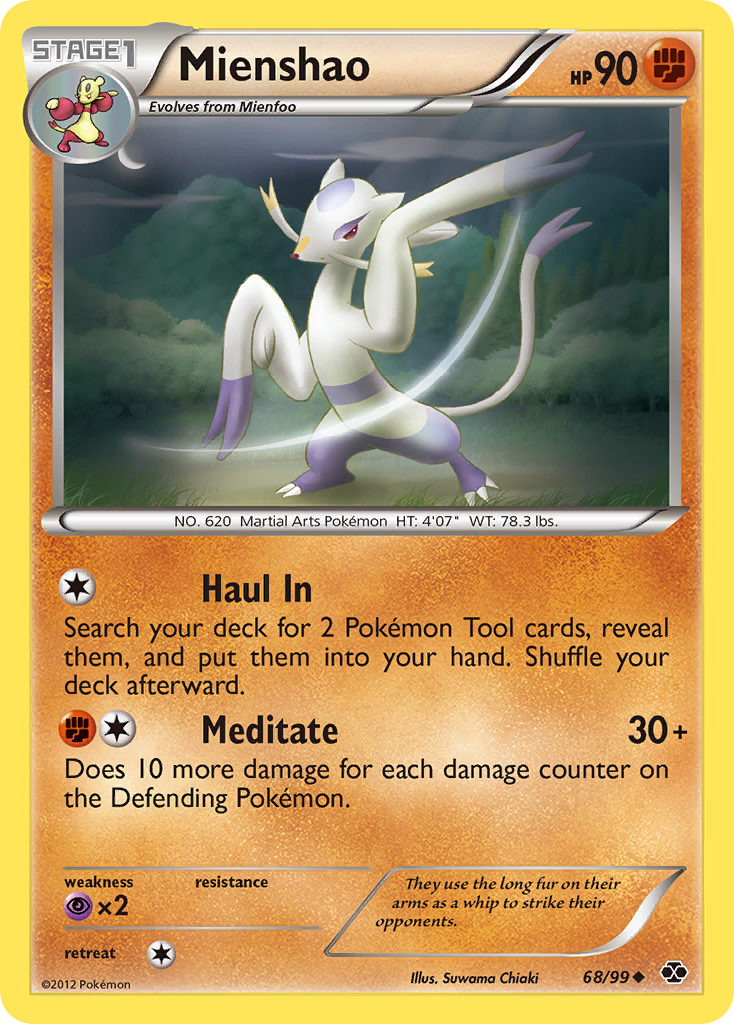 STAGE1
Mienshao
HP 90
Evolves from Mienfoo
NO. 620 Martial Arts Pokémon HT: 4'07" WT: 78.3 lbs.
Haul In
Search your deck for 2 Pokémon Tool cards, reveal
them, and put them into your hand. Shuffle your
deck afterward.
Meditate 30+
Does 10 more damage for each damage counter on
the Defending Pokémon.
weakness resistance
×2
They use the long fur on their
arms as a whip to strike their
opponents.
retreat
©2012 Pokémon
Illus. Suwama Chiaki
68/99